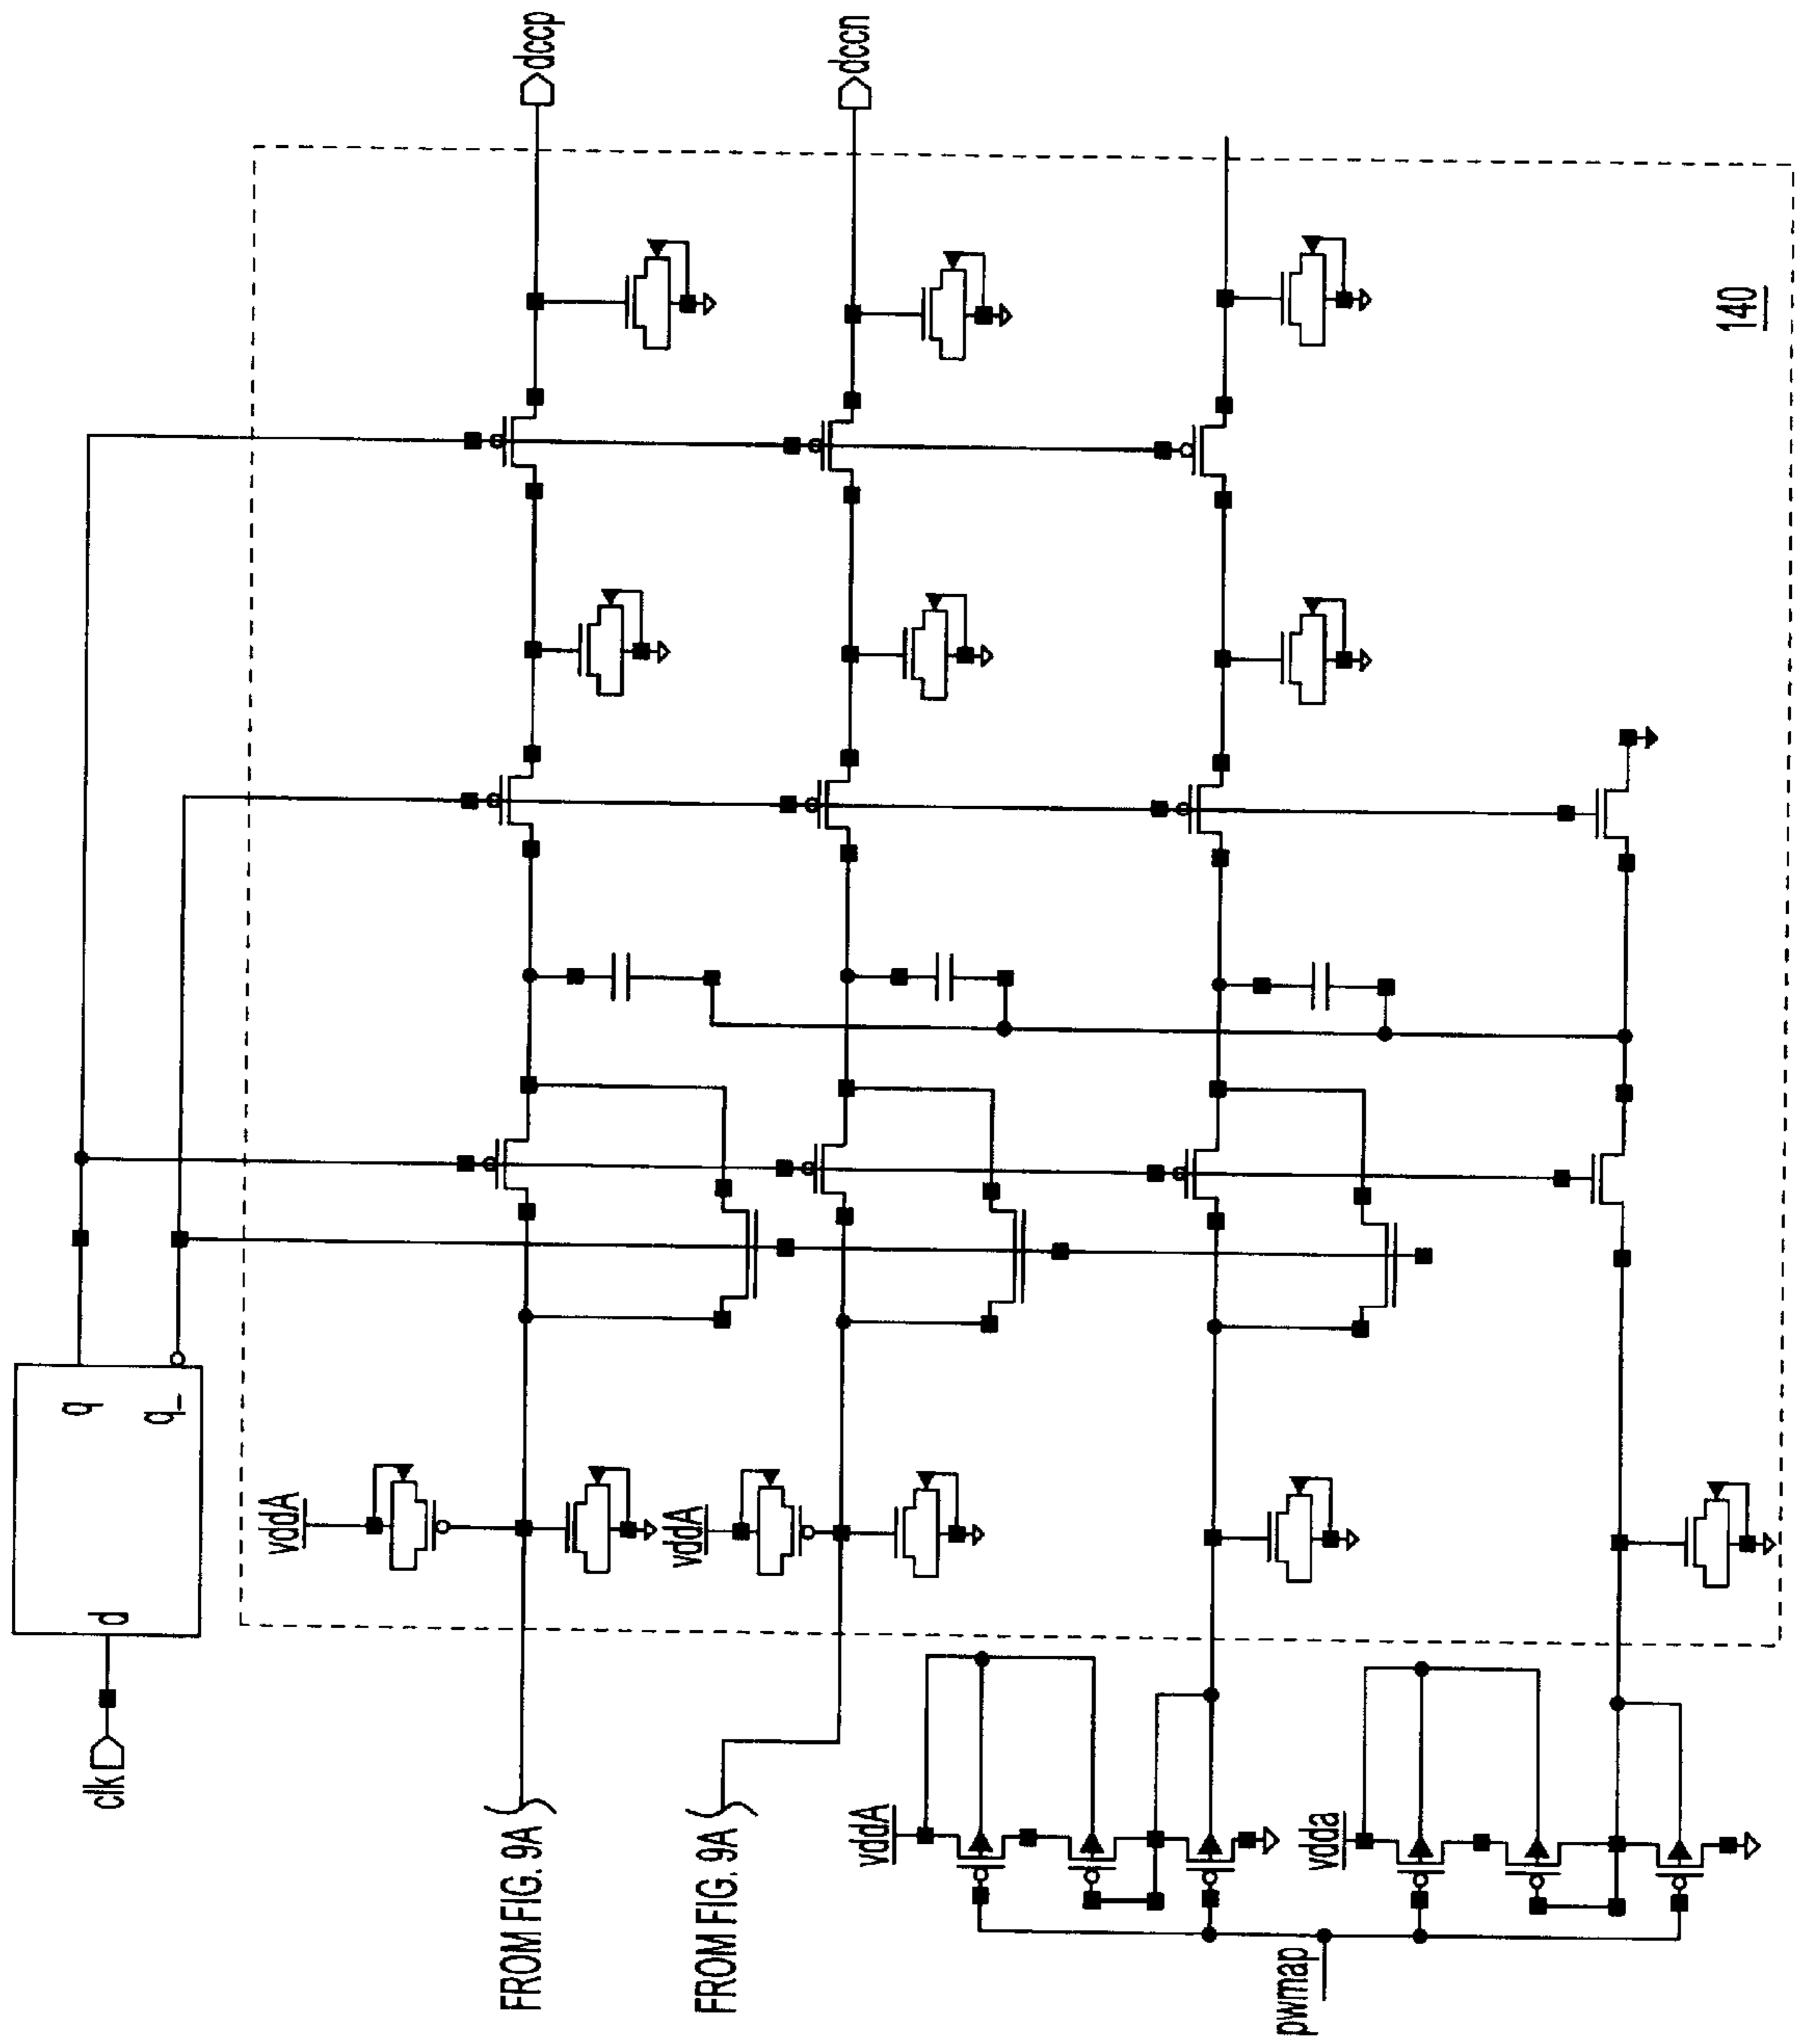 clk
d
q
q_
dccp
dccn
vddA
vddA
FROM FIG. 9A
FROM FIG. 9A
vddA
vdda
pwmap
140